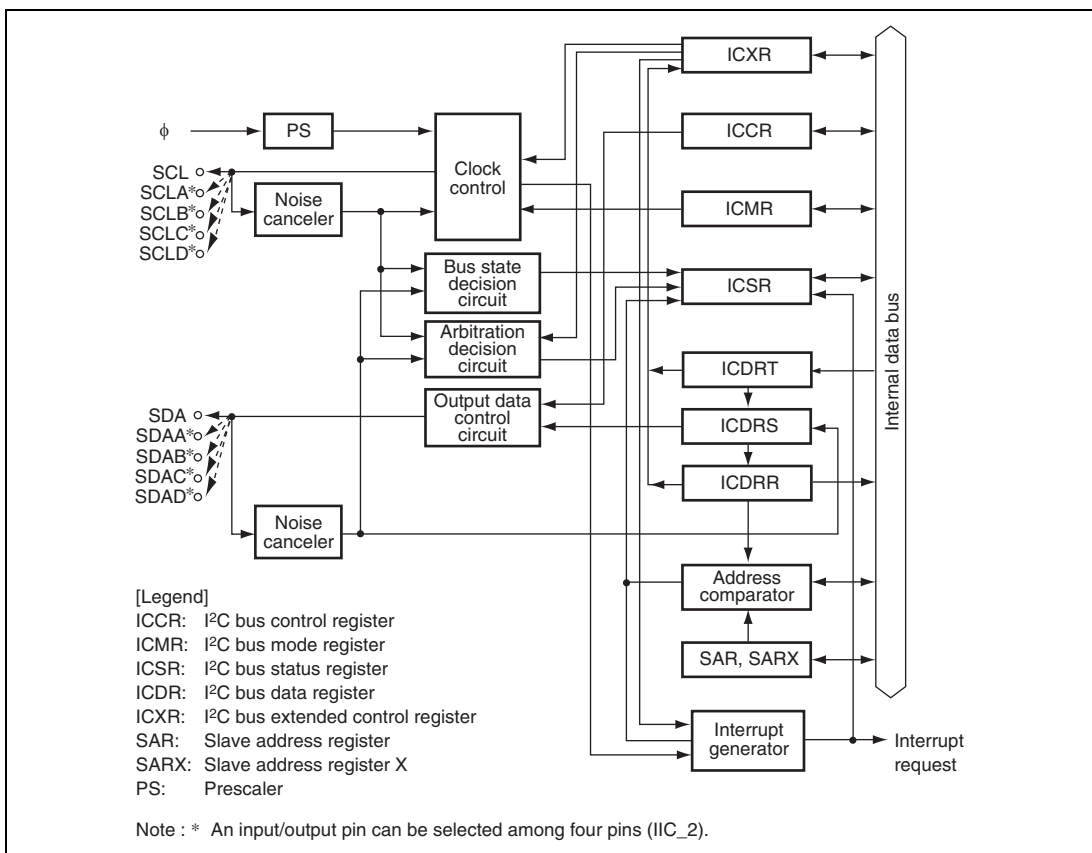 ICXR
φ
PS
ICCR
Clock
control
SCL
SCLA*
SCLB*
SCLC*
SCLD*
Noise
canceler
ICMR
Bus state
decision
circuit
ICSR
Arbitration
decision
circuit
Internal data bus
ICDRT
SDA
SDAA*
SDAB*
SDAC*
SDAD*
Output data
control
circuit
ICDRS
ICDRR
Noise
canceler
Address
comparator
SAR, SARX
Interrupt
generator
Interrupt
request
[Legend]
ICCR: I²C bus control register
ICMR: I²C bus mode register
ICSR: I²C bus status register
ICDR: I²C bus data register
ICXR: I²C bus extended control register
SAR: Slave address register
SARX: Slave address register X
PS: Prescaler
Note : * An input/output pin can be selected among four pins (IIC_2).